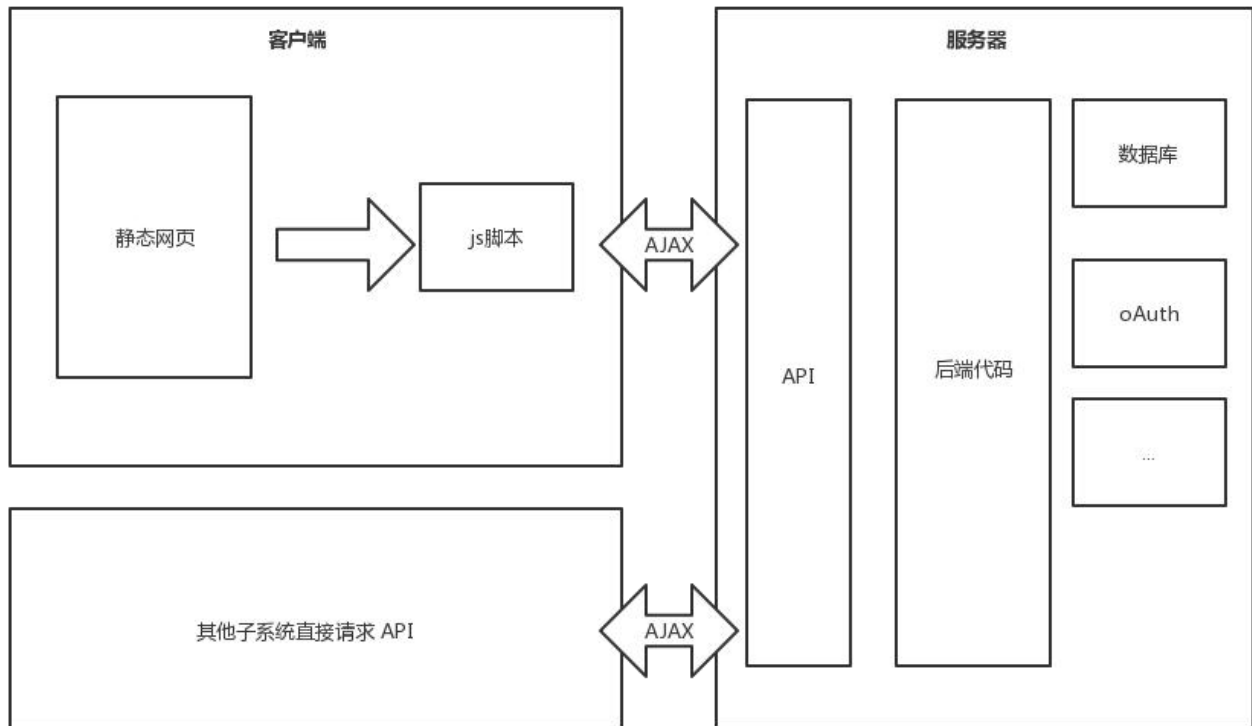 客户端
静态网页
js脚本
AJAX
其他子系统直接请求 API
AJAX
服务器
API
后端代码
数据库
oAuth
...